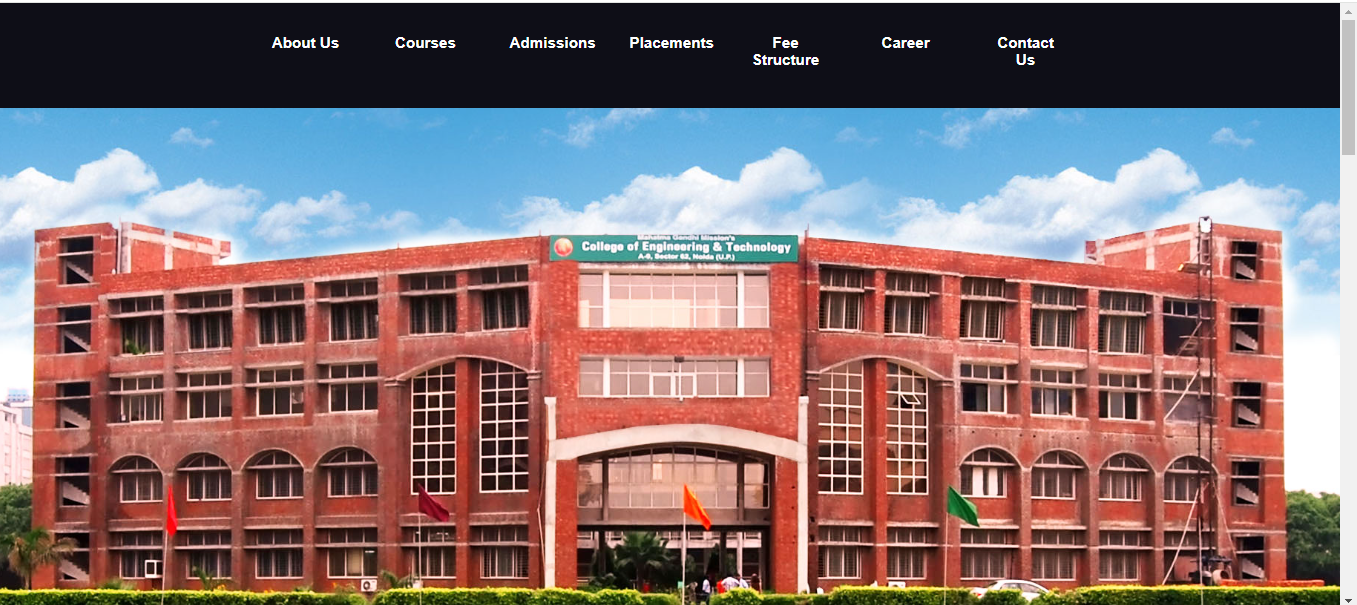 About Us
Courses
Admissions
Placements
Fee
Structure
Career
Contact
Us
Mahatma Gandhi Mission's
College of Engineering & Technology
A-9, Sector 62, Noida (U.P.)